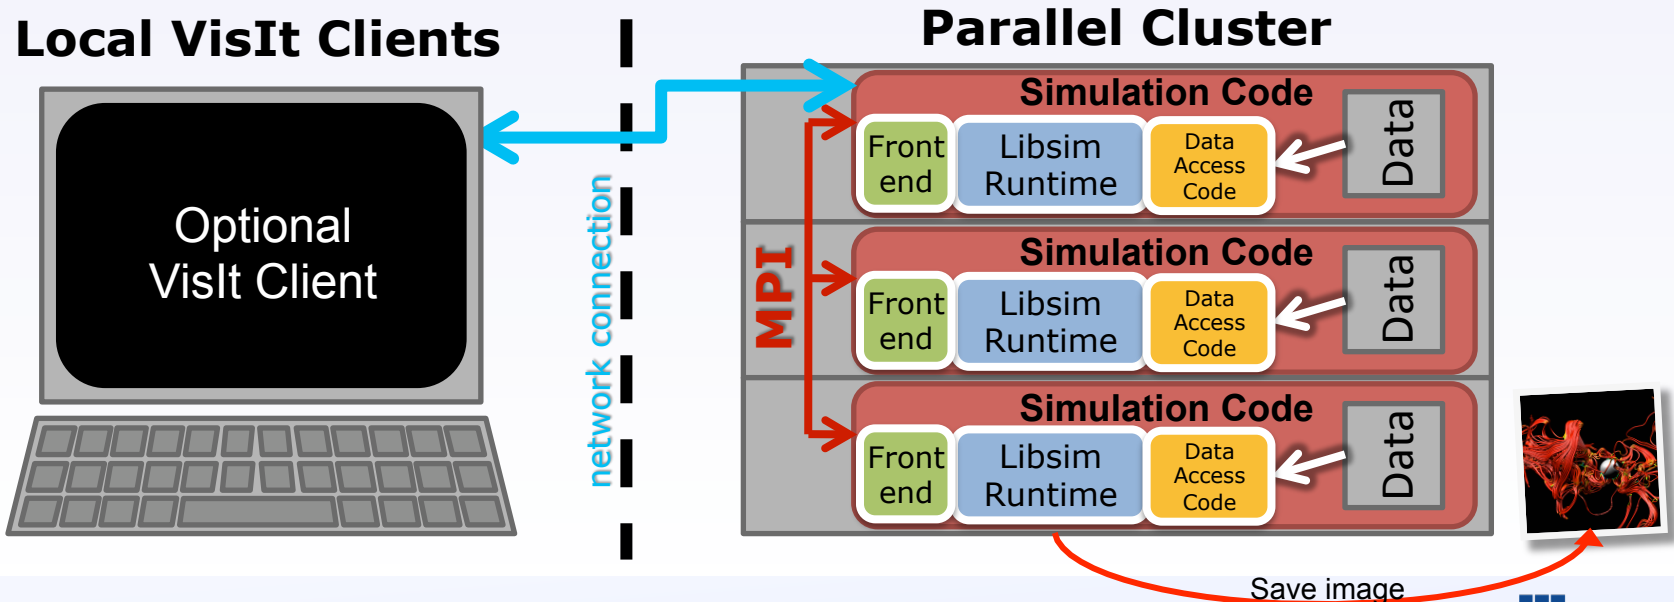 Local VisIt Clients
Parallel Cluster
Optional
VisIt Client
network connection
MPI
Simulation Code
Front
end
Libsim
Runtime
Data
Access
Code
Data
Simulation Code
Front
end
Libsim
Runtime
Data
Access
Code
Data
Simulation Code
Front
end
Libsim
Runtime
Data
Access
Code
Data
Save image